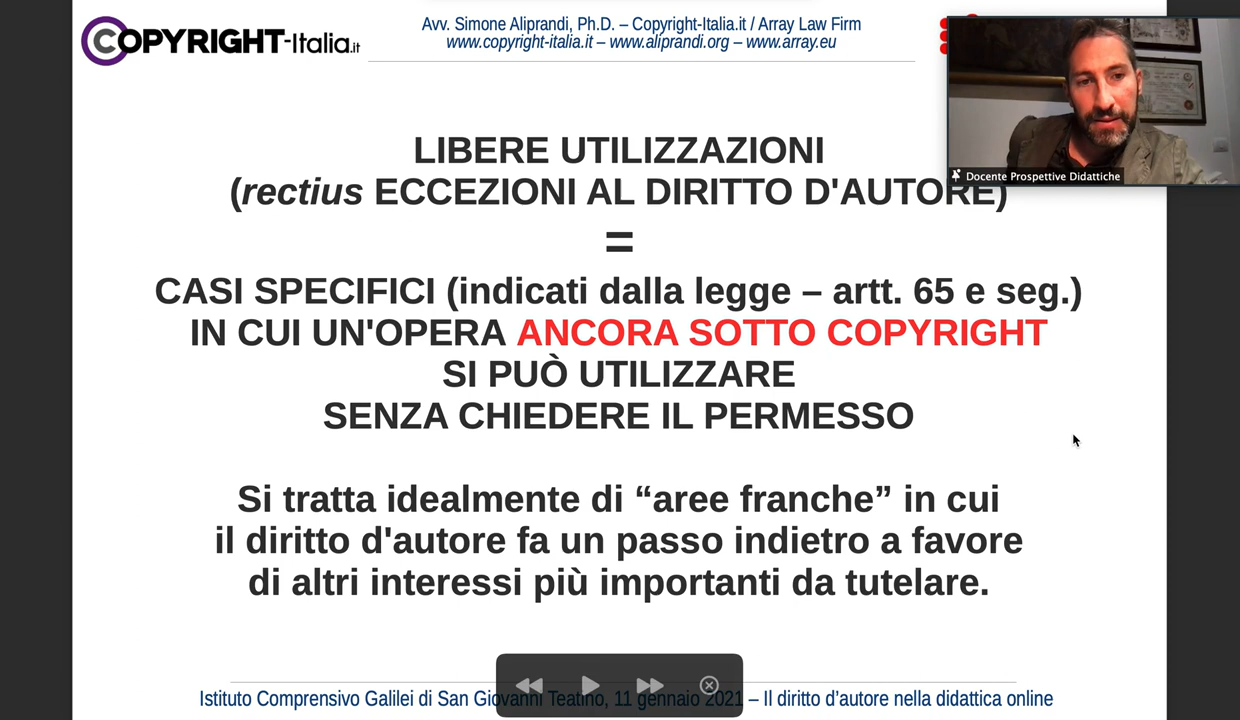 COPYRIGHT-Italia.it
Avv. Simone Aliprandi, Ph.D. – Copyright-Italia.it / Array Law Firm
www.copyright-italia.it – www.aliprandi.org – www.array.eu
Docente Prospettive Didattiche
LIBERE UTILIZZAZIONI
(rectius ECCEZIONI AL DIRITTO D'AUTORE)
=
CASI SPECIFICI (indicati dalla legge – artt. 65 e seg.)
IN CUI UN'OPERA ANCORA SOTTO COPYRIGHT
SI PUÒ UTILIZZARE
SENZA CHIEDERE IL PERMESSO
Si tratta idealmente di “aree franche” in cui
il diritto d'autore fa un passo indietro a favore
di altri interessi più importanti da tutelare.
Istituto Comprensivo Galilei di San Giovanni Teatino, 11 gennaio 2021 – Il diritto d’autore nella didattica online